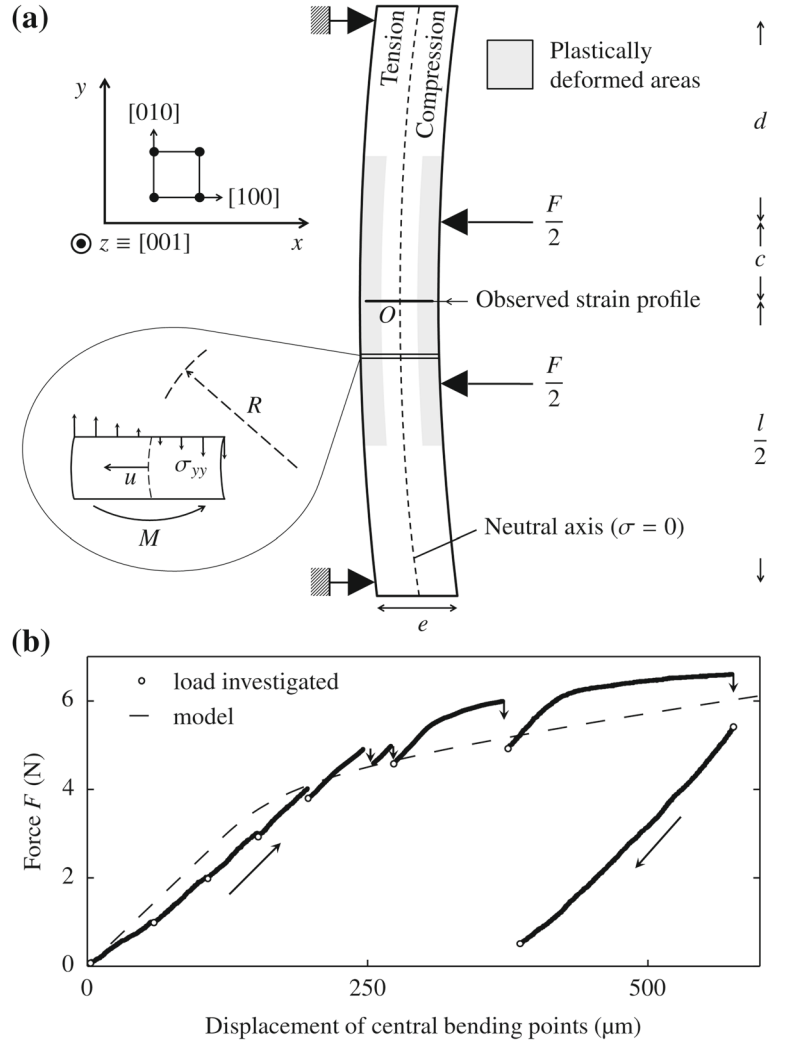 (a)
Tension
Compression
Plastically
deformed areas
d
y
[010]
[100]
x
z ≡ [001]
F
2
c
Observed strain profile
O
F
2
R
σyy
u
M
l
2
Neutral axis (σ = 0)
e
(b)
load investigated
model
6
4
2
0
Force F (N)
0
250
500
Displacement of central bending points (μm)